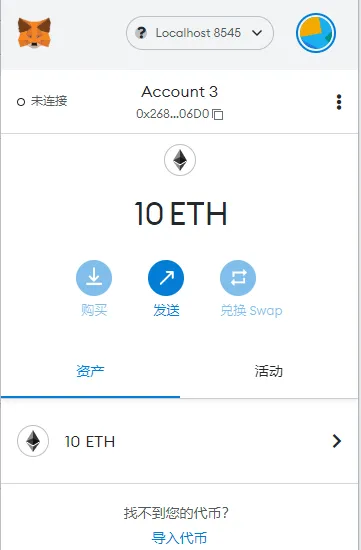 Localhost 8545
未连接
Account 3
0x268...06D0
10 ETH
购买
发送
兑换 Swap
资产
活动
10 ETH
找不到您的代币？
导入代币